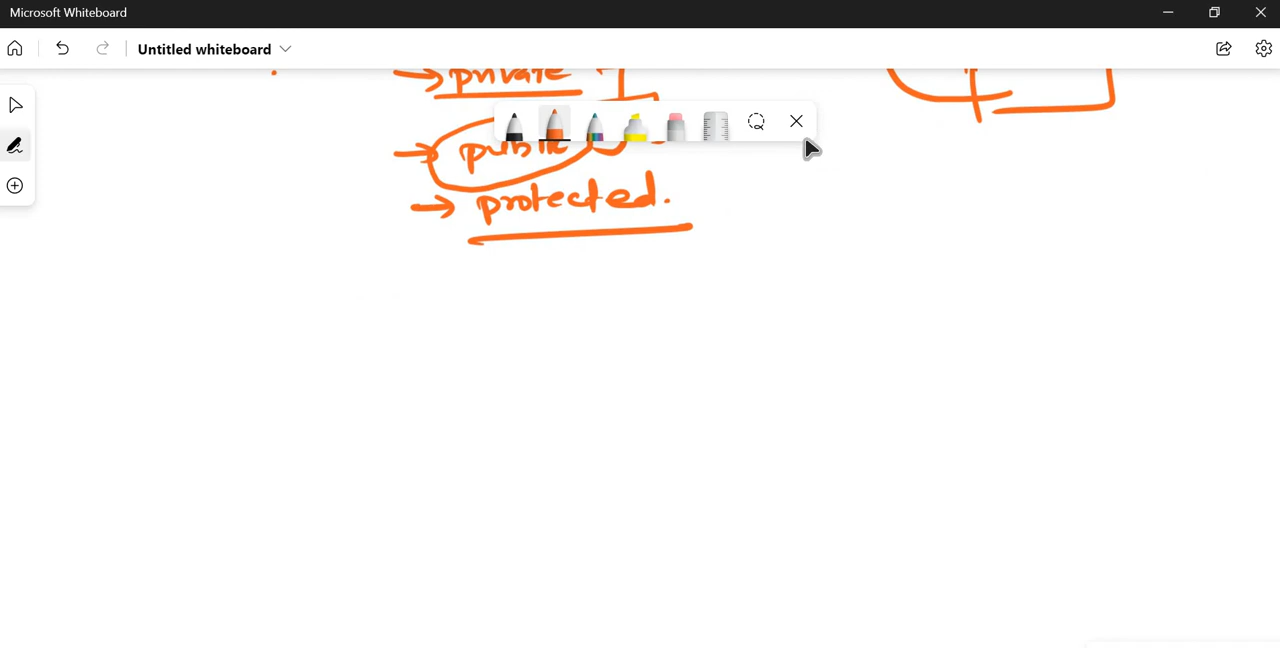 Microsoft Whiteboard
Untitled whiteboard
→ private
→ public
→ protected.